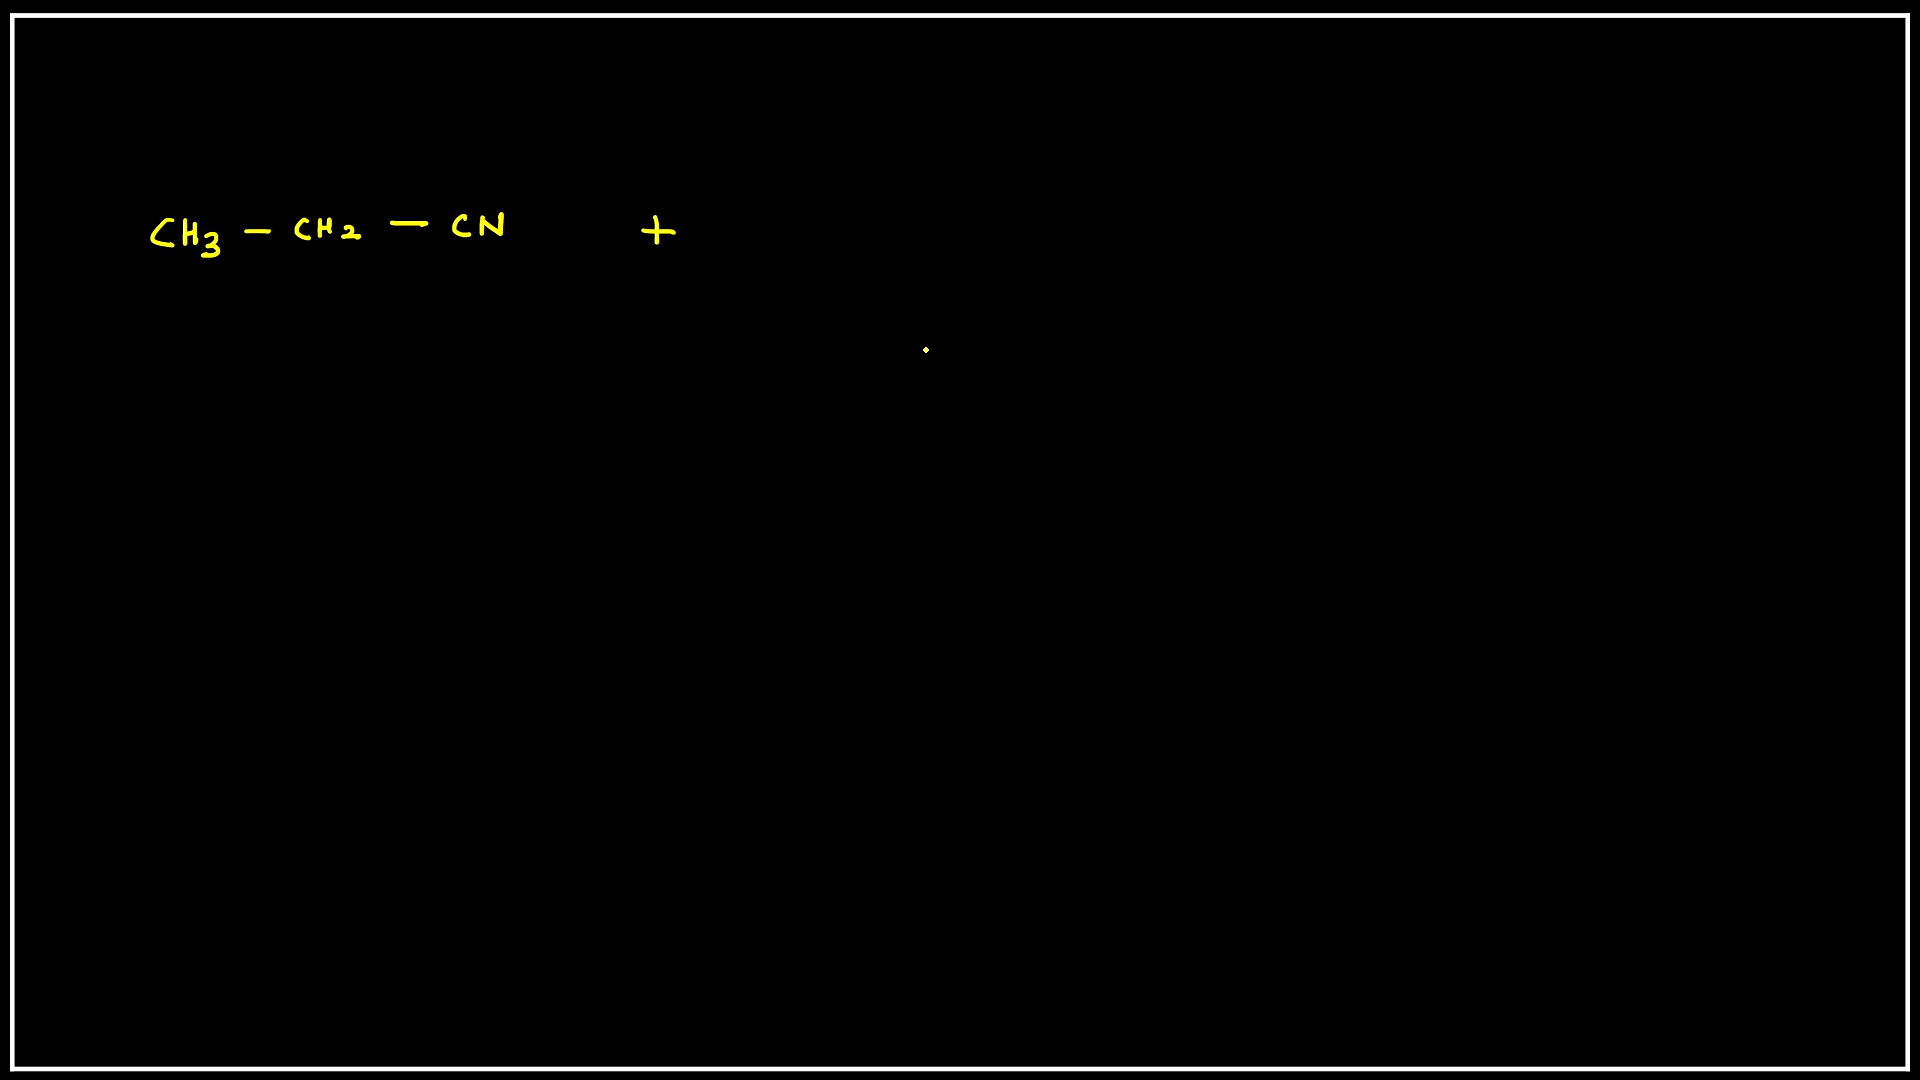 CH₃ – CH₂ – CN +